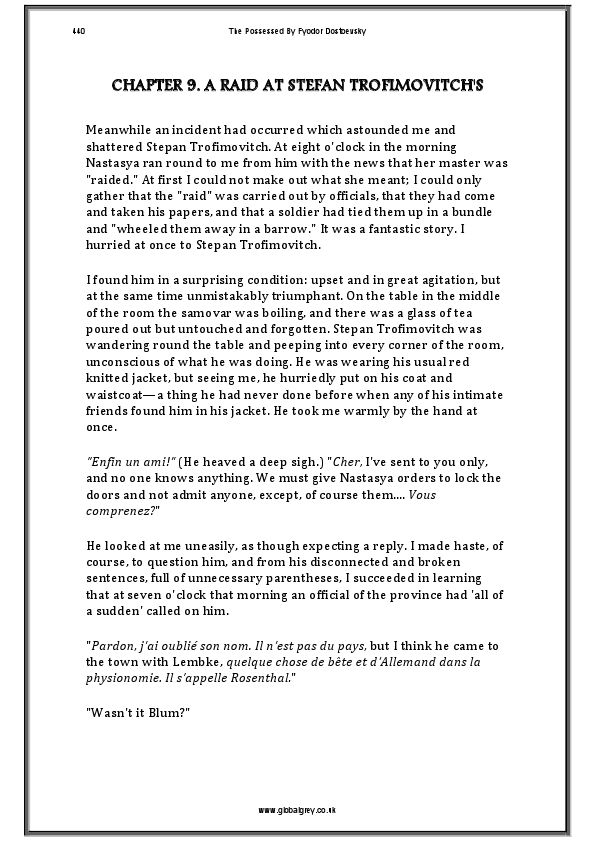 440 The Possessed By Fyodor Dostoevsky
CHAPTER 9. A RAID AT STEFAN TROFIMOVITCH'S
Meanwhile an incident had occurred which astounded me and
shattered Stepan Trofimovitch. At eight o'clock in the morning
Nastasya ran round to me from him with the news that her master was
"raided." At first I could not make out what she meant; I could only
gather that the "raid" was carried out by officials, that they had come
and taken his papers, and that a soldier had tied them up in a bundle
and "wheeled them away in a barrow." It was a fantastic story. I
hurried at once to Stepan Trofimovitch.
I found him in a surprising condition: upset and in great agitation, but
at the same time unmistakably triumphant. On the table in the middle
of the room the samovar was boiling, and there was a glass of tea
poured out but untouched and forgotten. Stepan Trofimovitch was
wandering round the table and peeping into every corner of the room,
unconscious of what he was doing. He was wearing his usual red
knitted jacket, but seeing me, he hurriedly put on his coat and
waistcoat—a thing he had never done before when any of his intimate
friends found him in his jacket. He took me warmly by the hand at
once.
"Enfin un ami!" (He heaved a deep sigh.) "Cher, I've sent to you only,
and no one knows anything. We must give Nastasya orders to lock the
doors and not admit anyone, except, of course them.... Vous
comprenez?"
He looked at me uneasily, as though expecting a reply. I made haste, of
course, to question him, and from his disconnected and broken
sentences, full of unnecessary parentheses, I succeeded in learning
that at seven o'clock that morning an official of the province had 'all of
a sudden' called on him.
"Pardon, j'ai oublié son nom. Il n'est pas du pays, but I think he came to
the town with Lembke, quelque chose de bête et d'Allemand dans la
physionomie. Il s'appelle Rosenthal."
"Wasn't it Blum?"
www.globalgrey.co.uk